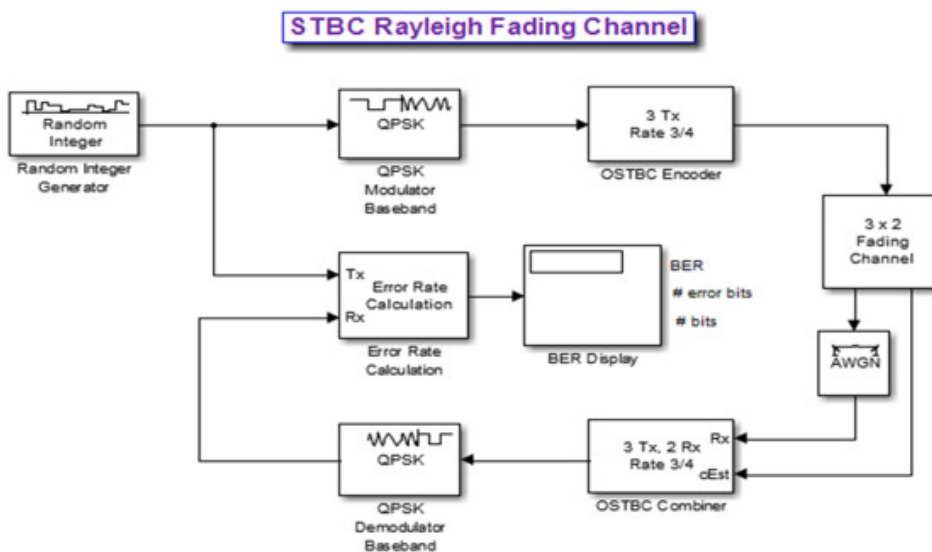 STBC Rayleigh Fading Channel
Random
Integer
Random Integer
Generator
QPSK
QPSK
Modulator
Baseband
3 Tx
Rate 3/4
OSTBC Encoder
3 x 2
Fading
Channel
Tx
Rx
Error Rate
Calculation
Error Rate
Calculation
BER
# error bits
# bits
BER Display
AWGN
QPSK
QPSK
Demodulator
Baseband
3 Tx, 2 Rx
Rate 3/4
Rx
cEst
OSTBC Combiner